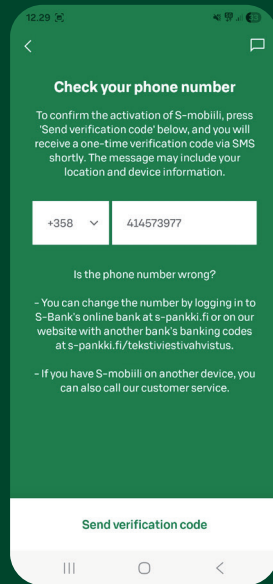 12.29
Check your phone number
To confirm the activation of S-mobiili, press
'Send verification code' below, and you will
receive a one-time verification code via SMS
shortly. The message may include your
location and device information.
+358 414573977
Is the phone number wrong?
- You can change the number by logging in to
S-Bank's online bank at s-pankki.fi or on our
website with another bank's banking codes
at s-pankki.fi/tekstiviestivahvistus.
- If you have S-mobiili on another device, you
can also call our customer service.
Send verification code